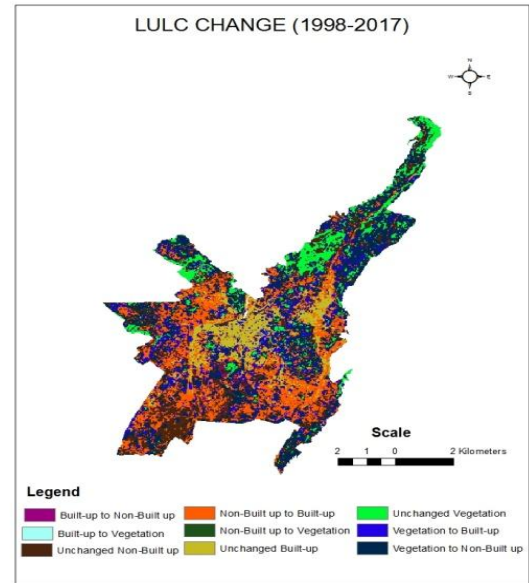 LULC CHANGE (1998-2017)
N
W E
S
Scale
2 1 0 2 Kilometers
Legend
Built-up to Non-Built up Non-Built up to Built-up Unchanged Vegetation
Built-up to Vegetation Non-Built up to Vegetation Vegetation to Built-up
Unchanged Non-Built up Unchanged Built-up Vegetation to Non-Built up